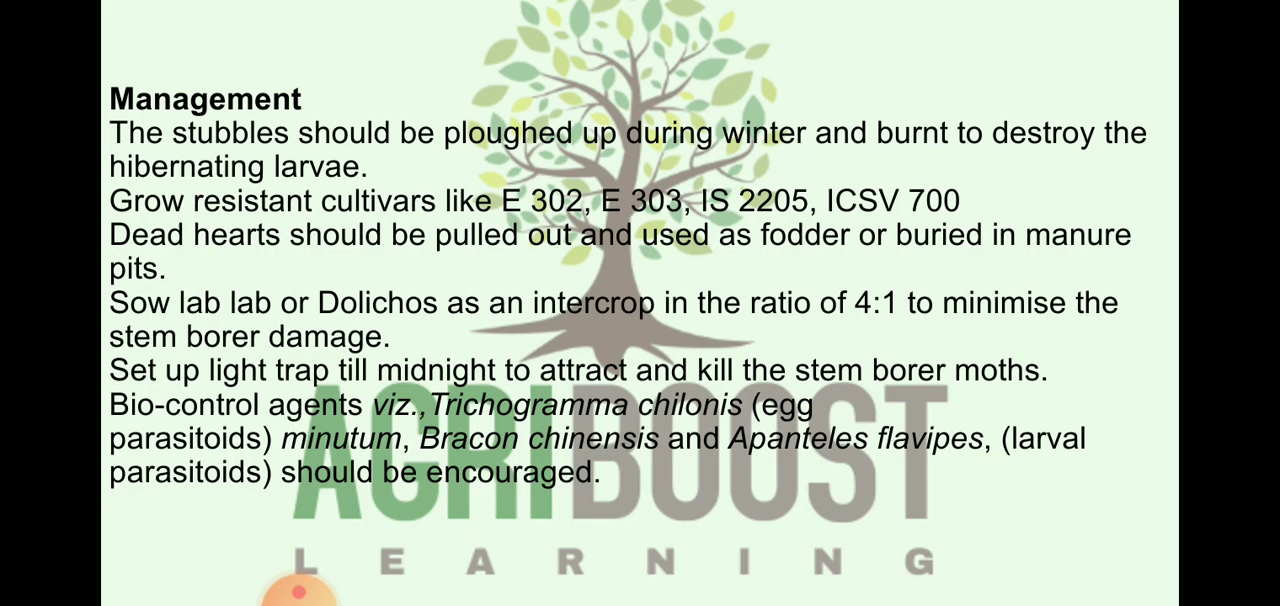 Management
The stubbles should be ploughed up during winter and burnt to destroy the
hibernating larvae.
Grow resistant cultivars like E 302, E 303, IS 2205, ICSV 700
Dead hearts should be pulled out and used as fodder or buried in manure
pits.
Sow lab lab or Dolichos as an intercrop in the ratio of 4:1 to minimise the
stem borer damage.
Set up light trap till midnight to attract and kill the stem borer moths.
Bio-control agents viz.,Trichogramma chilonis (egg
parasitoids) minutum, Bracon chinensis and Apanteles flavipes, (larval
parasitoids) should be encouraged.
AGRIBOOST
LEARNING